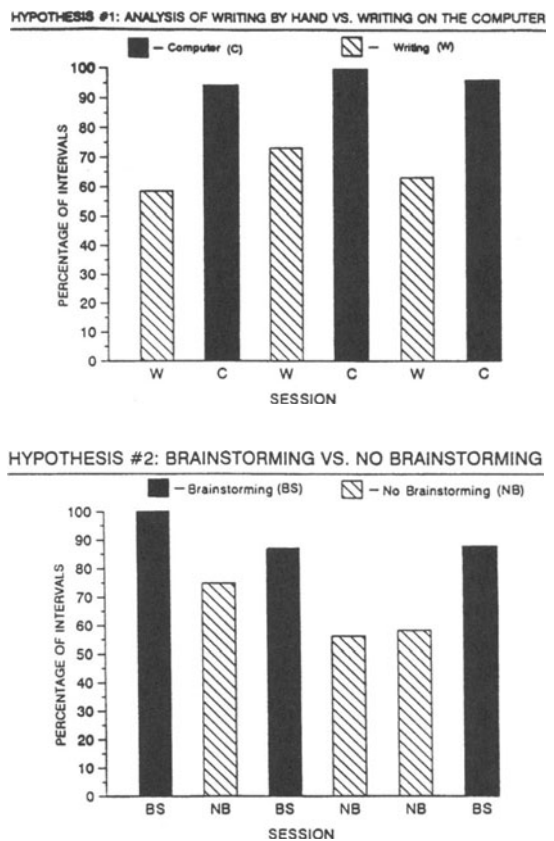 HYPOTHESIS #1: ANALYSIS OF WRITING BY HAND VS. WRITING ON THE COMPUTER
— Computer (C) — Writing (W)
PERCENTAGE OF INTERVALS
100
90
80
70
60
50
40
30
20
10
0
W C W C W C
SESSION
HYPOTHESIS #2: BRAINSTORMING VS. NO BRAINSTORMING
— Brainstorming (BS) — No Brainstorming (NB)
PERCENTAGE OF INTERVALS
100
90
80
70
60
50
40
30
20
10
0
BS NB BS NB NB BS
SESSION